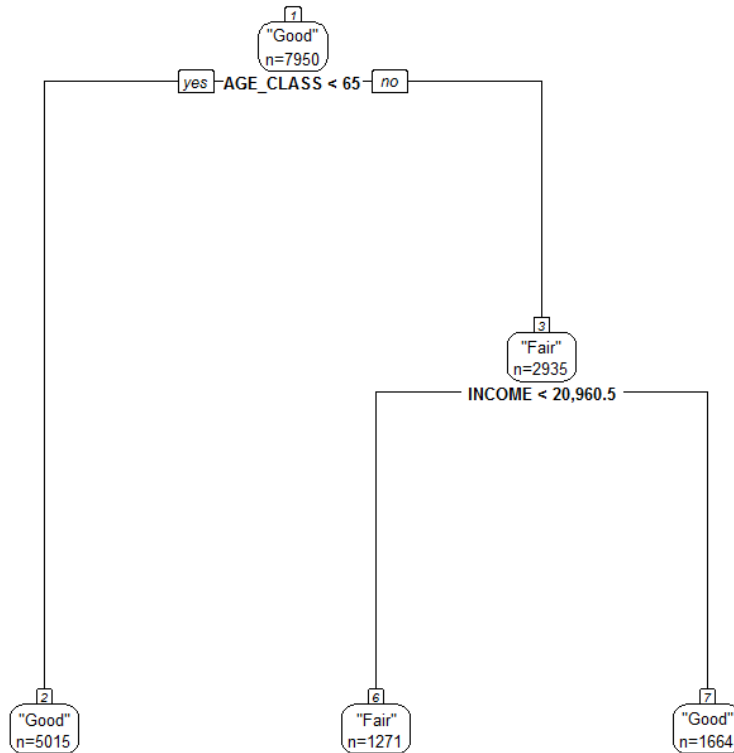 1
"Good"
n=7950
yes AGE_CLASS < 65 no
3
"Fair"
n=2935
INCOME < 20,960.5
2
"Good"
n=5015
6
"Fair"
n=1271
7
"Good"
n=1664